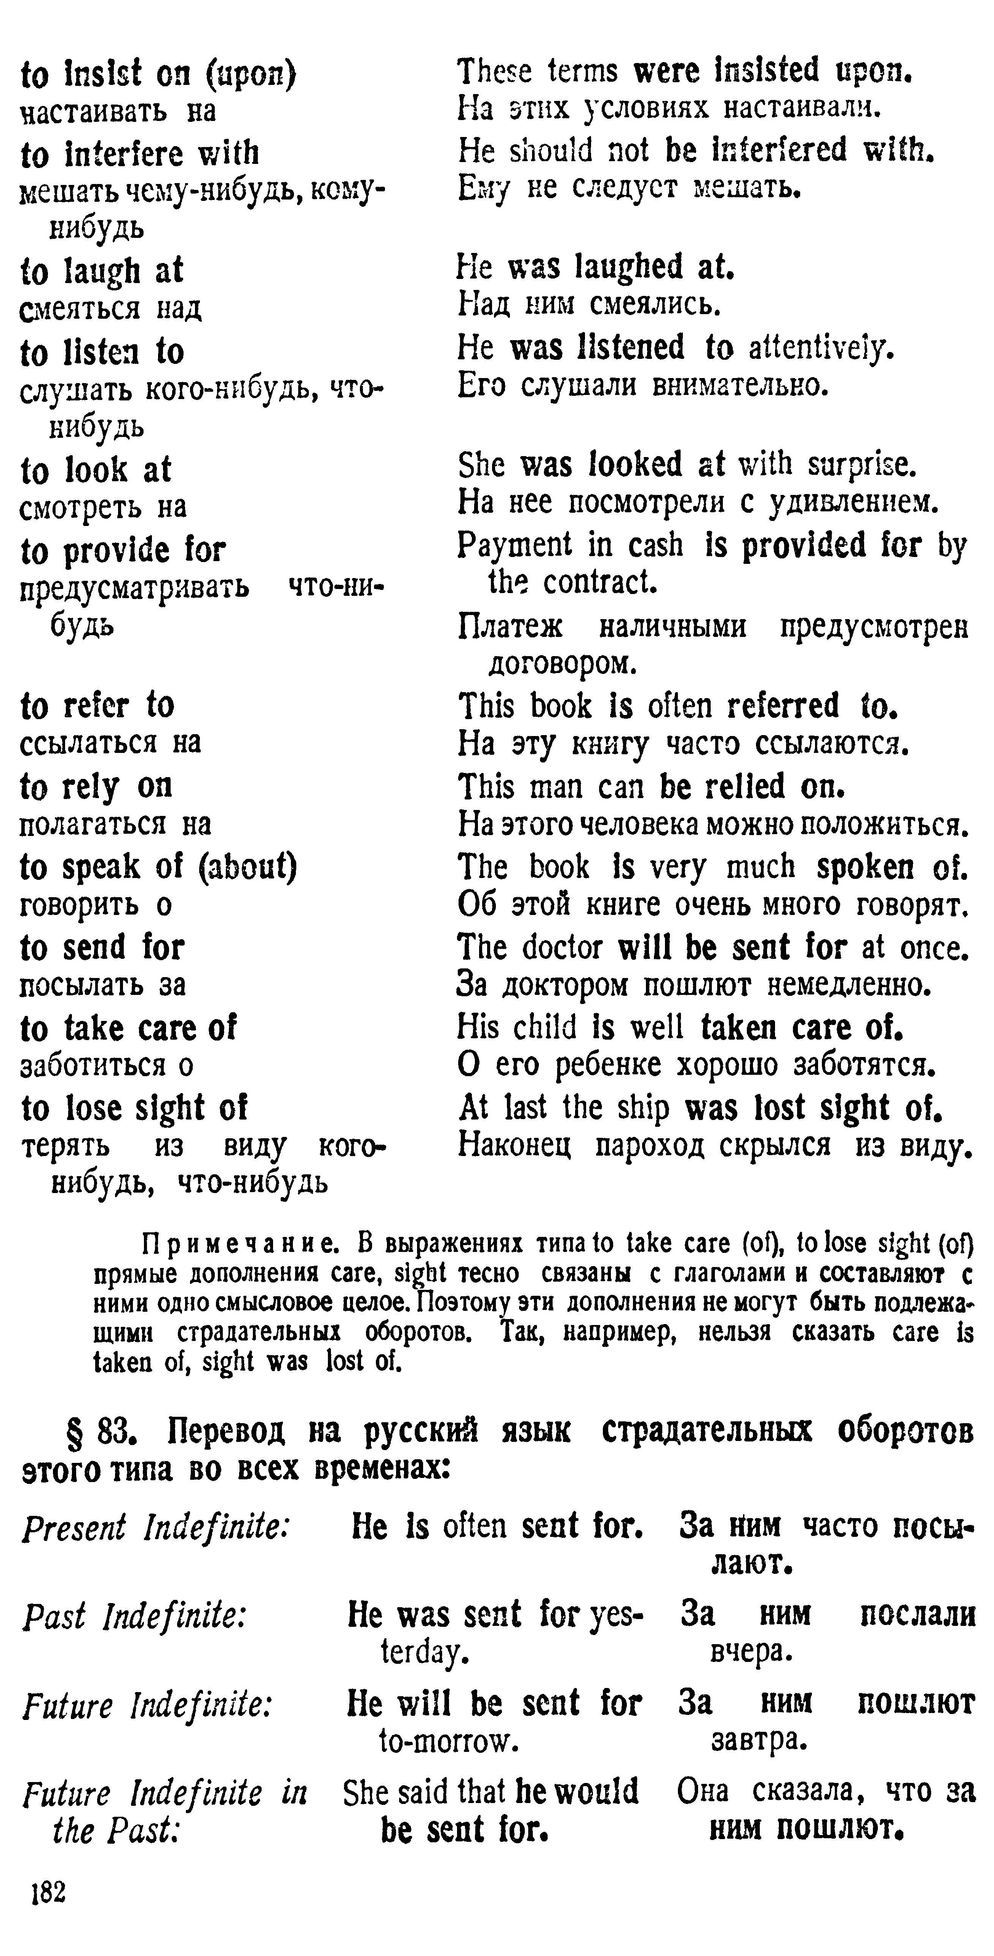 to insist on (upon) These terms were insisted upon.
настаивать на На этих условиях настаивали.
to interfere with He should not be interfered with.
мешать чему-нибудь, кому- Ему не следует мешать.
нибудь
to laugh at He was laughed at.
смеяться над Над ним смеялись.
to listen to He was listened to attentively.
слушать кого-нибудь, что- Его слушали внимательно.
нибудь
to look at She was looked at with surprise.
смотреть на На нее посмотрели с удивлением.
to provide for Payment in cash is provided for by
предусматривать что-ни- the contract.
будь Платеж наличными предусмотрен
договором.
to refer to This book is often referred to.
ссылаться на На эту книгу часто ссылаются.
to rely on This man can be relied on.
полагаться на На этого человека можно положиться.
to speak of (about) The book is very much spoken of.
говорить о Об этой книге очень много говорят.
to send for The doctor will be sent for at once.
посылать за За доктором пошлют немедленно.
to take care of His child is well taken care of.
заботиться о О его ребенке хорошо заботятся.
to lose sight of At last the ship was lost sight of.
терять из виду кого- Наконец пароход скрылся из виду.
нибудь, что-нибудь
Примечание. В выражениях типа to take care (of), to lose sight (of)
прямые дополнения care, sight тесно связаны с глаголами и составляют с
ними одно смысловое целое. Поэтому эти дополнения не могут быть подлежа-
щими страдательных оборотов. Так, например, нельзя сказать care is
taken of, sight was lost of.
§ 83. Перевод на русский язык страдательных оборотов
этого типа во всех временах:
Present Indefinite: He is often sent for. За ним часто посы-
лают.
Past Indefinite: He was sent for yes- За ним послали
terday. вчера.
Future Indefinite: He will be sent for За ним пошлют
to-morrow. завтра.
Future Indefinite in She said that he would Она сказала, что за
the Past: be sent for. ним пошлют.
182